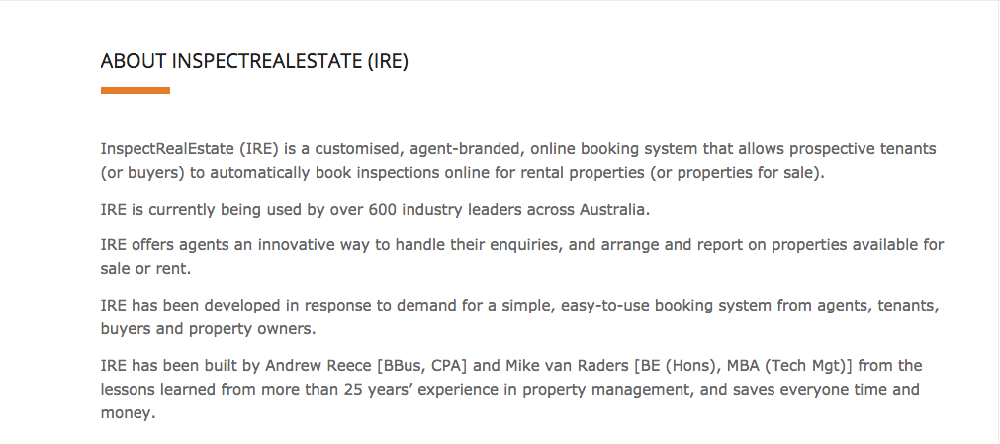 ABOUT INSPECTREALESTATE (IRE)
InspectRealEstate (IRE) is a customised, agent-branded, online booking system that allows prospective tenants
(or buyers) to automatically book inspections online for rental properties (or properties for sale).
IRE is currently being used by over 600 industry leaders across Australia.
IRE offers agents an innovative way to handle their enquiries, and arrange and report on properties available for
sale or rent.
IRE has been developed in response to demand for a simple, easy-to-use booking system from agents, tenants,
buyers and property owners.
IRE has been built by Andrew Reece [BBus, CPA] and Mike van Raders [BE (Hons), MBA (Tech Mgt)] from the
lessons learned from more than 25 years’ experience in property management, and saves everyone time and
money.